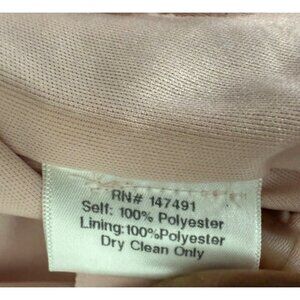 RN# 147491
Self: 100% Polyester
Lining:100%Polyester
Dry Clean Only